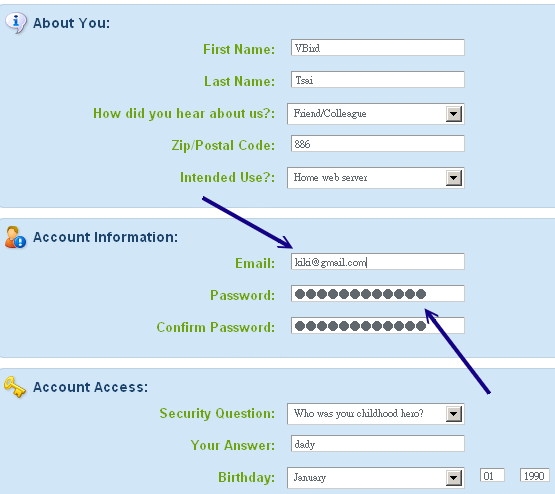 About You:
First Name: VBird
Last Name: Tsai
How did you hear about us?: Friend/Colleague
Zip/Postal Code: 886
Intended Use?: Home web server
Account Information:
Email: kiki@gmail.com
Password: ●●●●●●●●●●●●
Confirm Password: ●●●●●●●●●●●●
Account Access:
Security Question: Who was your childhood hero?
Your Answer: dady
Birthday: January 01 1990